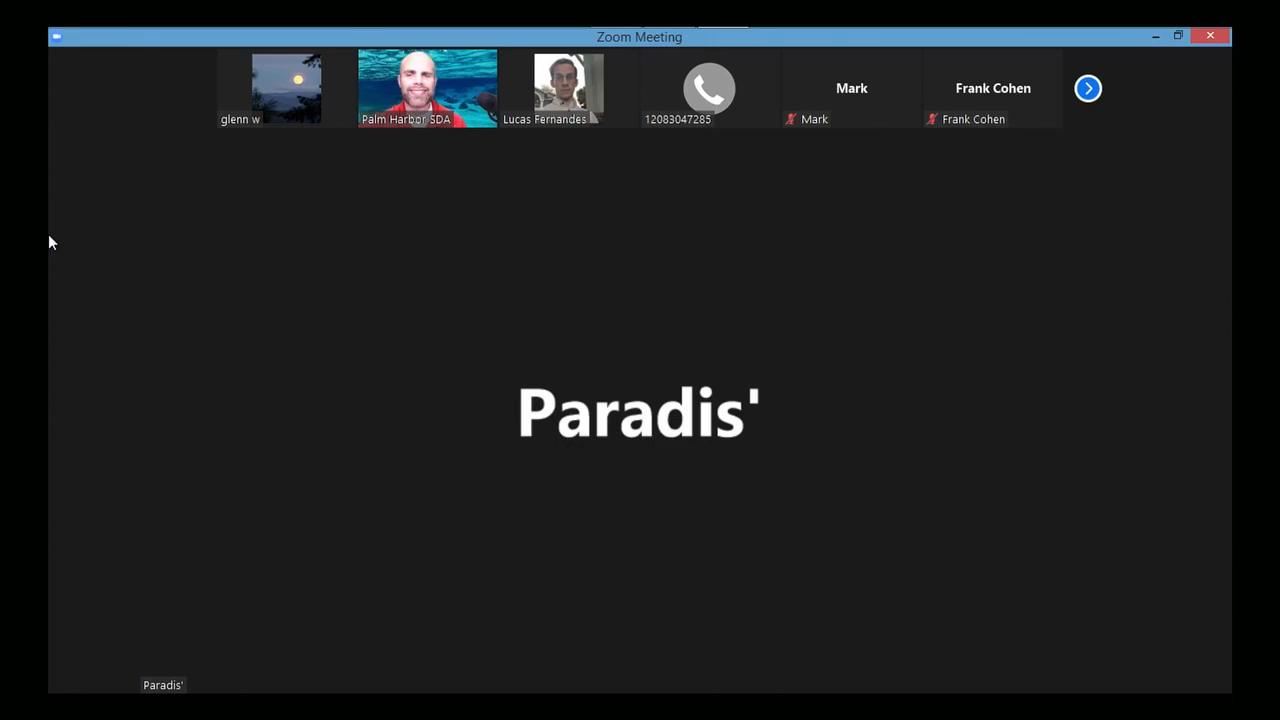 Zoom Meeting
glenn w
Palm Harbor SDA
Lucas Fernandes
12083047285
Mark
Mark
Frank Cohen
Frank Cohen
Paradis'
Paradis'